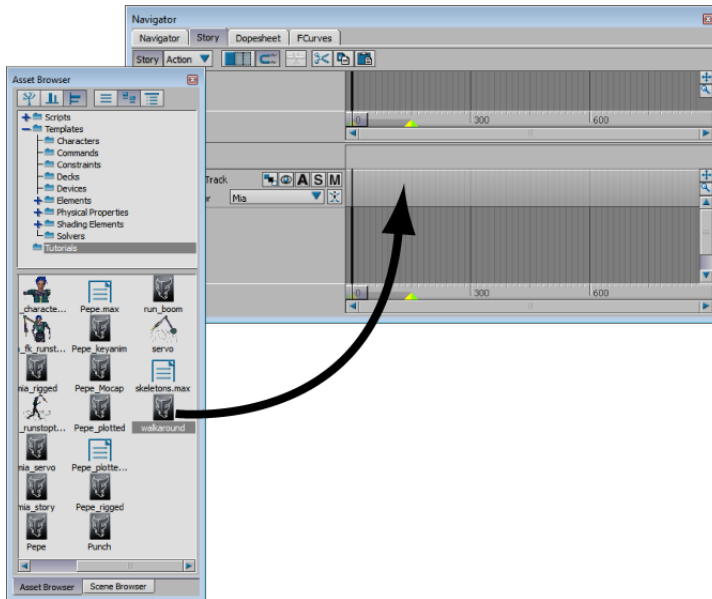 Navigator
Navigator Story Dopesheet FCurves
Story Action
Asset Browser
Scripts
Templates
Characters
Commands
Constraints
Decks
Devices
Elements
Physical Properties
Shading Elements
Solvers
Tutorials
0 300 600
Track A S M
Mia
0 300 600
_characte... Pepe.max run_boom
_fk_runst... Pepe_keyanim servo
mia_rigged Pepe_Mocap skeletons.max
_runstopt... Pepe_plotted walkaround
mia_servo Pepe_plotte...
mia_story Pepe_rigged
Pepe Punch
Asset Browser Scene Browser